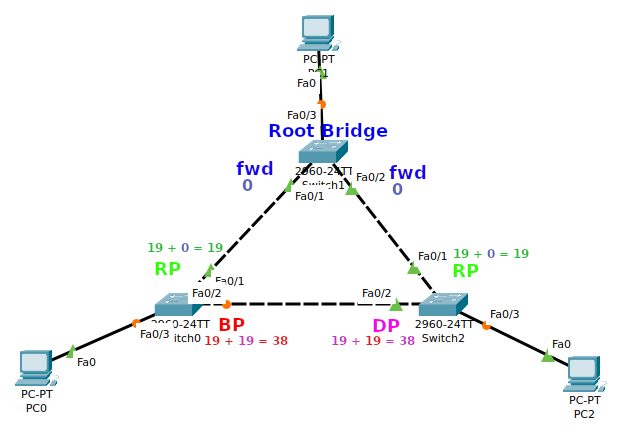 PC-PT
PC1
Fa0
Fa0/3
Root Bridge
2960-24TT
Switch1
fwd
0
fwd
0
Fa0/2
Fa0/1
19 + 0 = 19
RP
Fa0/1
Fa0/1
19 + 0 = 19
RP
Fa0/2
Fa0/2
2960-24TT
Fa0/3
BP
19 + 19 = 38
DP
19 + 19 = 38
2960-24TT
Switch2
Fa0/3
Fa0
PC-PT
PC0
Fa0
PC-PT
PC2